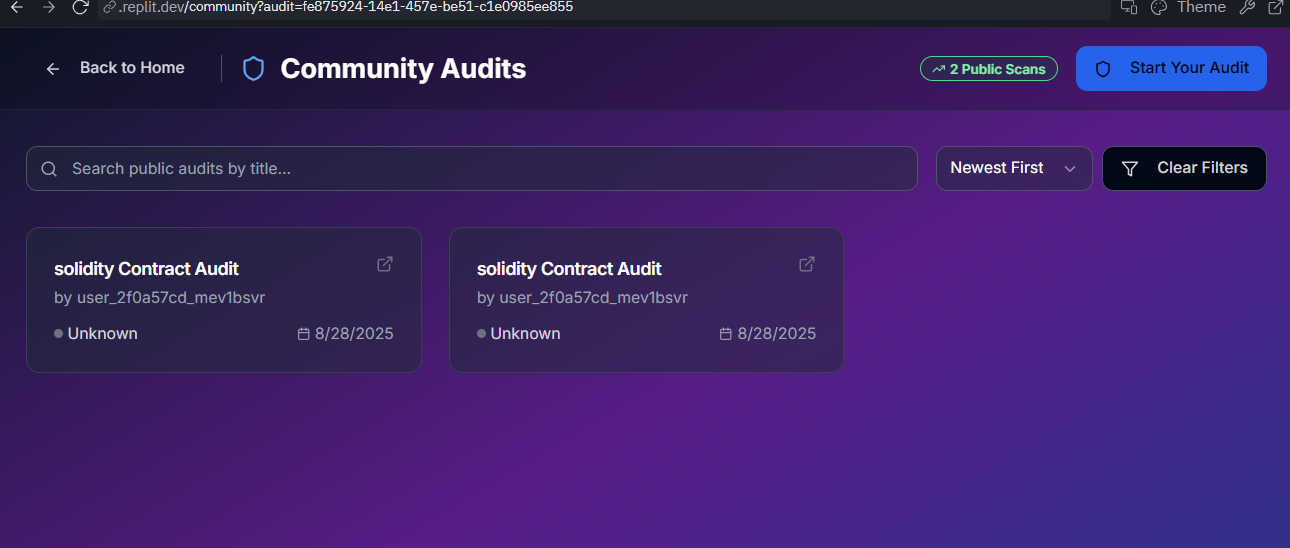 .replit.dev/community?audit=fe875924-14e1-457e-be51-c1e0985ee855
Theme
Back to Home
Community Audits
2 Public Scans
Start Your Audit
Search public audits by title...
Newest First
Clear Filters
solidity Contract Audit
by user_2f0a57cd_mev1bsvr
Unknown
8/28/2025
solidity Contract Audit
by user_2f0a57cd_mev1bsvr
Unknown
8/28/2025